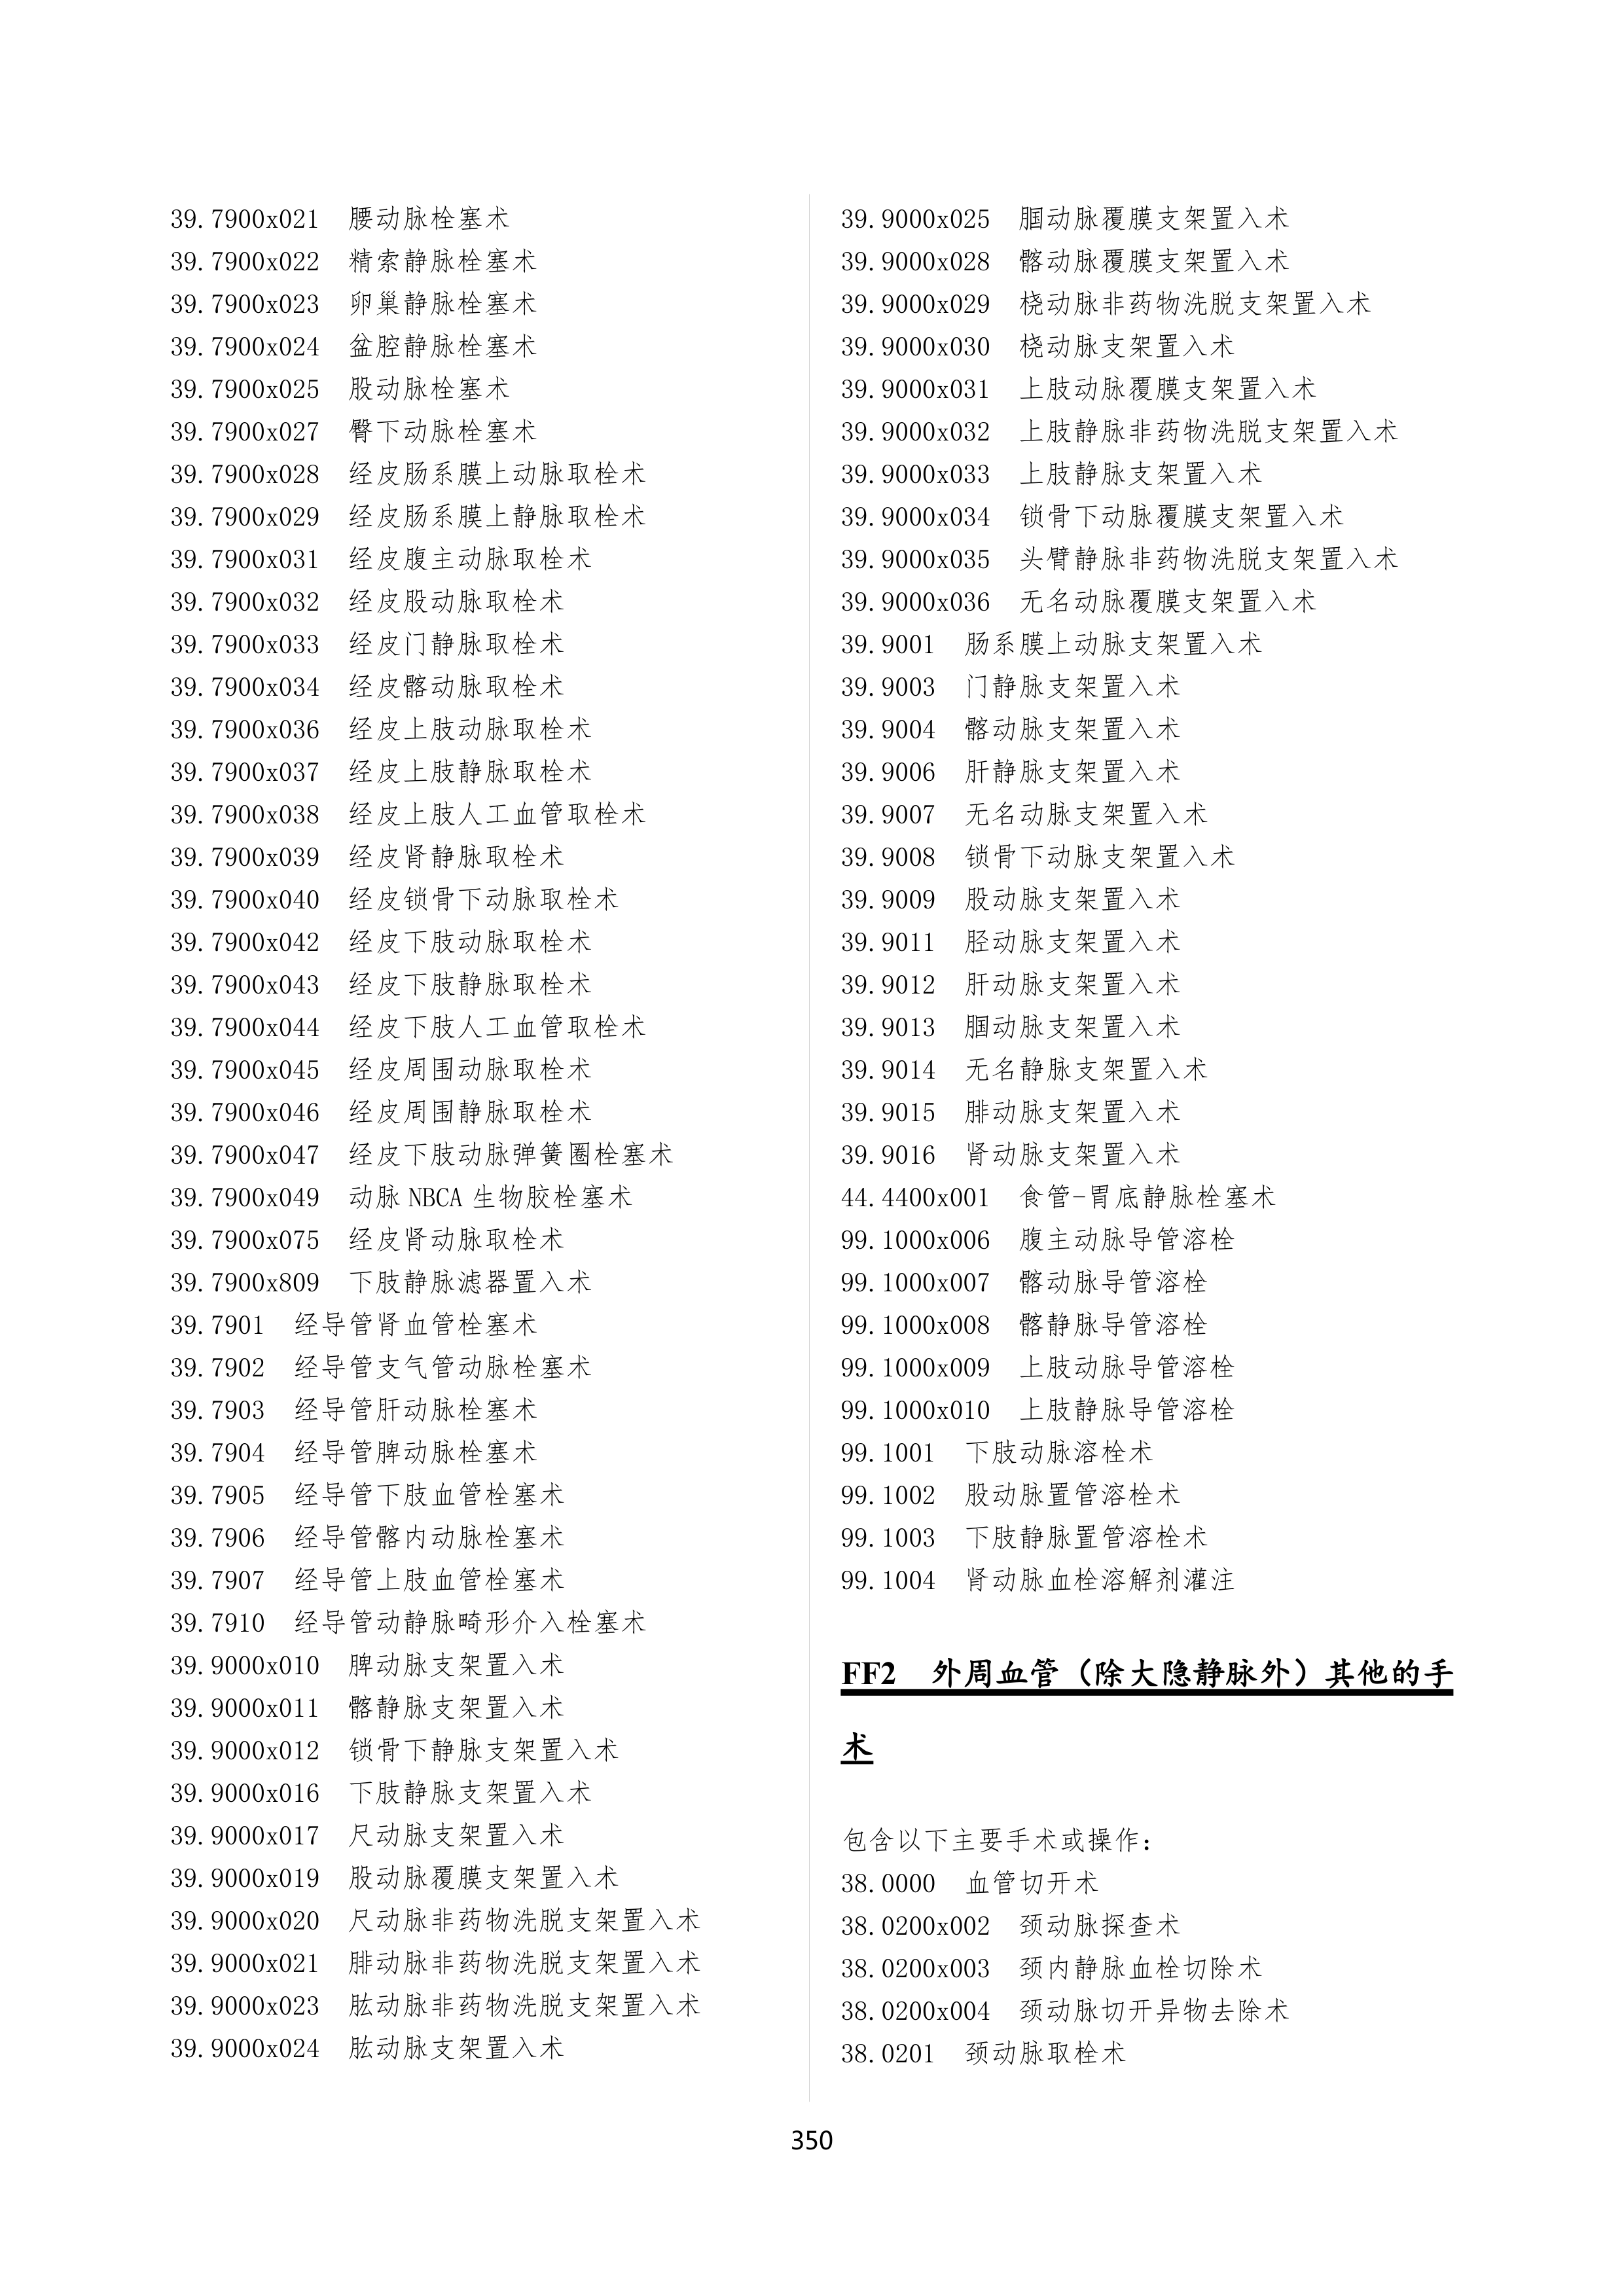 39.7900x021 腰动脉栓塞术
39.7900x022 精索静脉栓塞术
39.7900x023 卵巢静脉栓塞术
39.7900x024 盆腔静脉栓塞术
39.7900x025 股动脉栓塞术
39.7900x027 臀下动脉栓塞术
39.7900x028 经皮肠系膜上动脉取栓术
39.7900x029 经皮肠系膜上静脉取栓术
39.7900x031 经皮腹主动脉取栓术
39.7900x032 经皮股动脉取栓术
39.7900x033 经皮门静脉取栓术
39.7900x034 经皮髂动脉取栓术
39.7900x036 经皮上肢动脉取栓术
39.7900x037 经皮上肢静脉取栓术
39.7900x038 经皮上肢人工血管取栓术
39.7900x039 经皮肾静脉取栓术
39.7900x040 经皮锁骨下动脉取栓术
39.7900x042 经皮下肢动脉取栓术
39.7900x043 经皮下肢静脉取栓术
39.7900x044 经皮下肢人工血管取栓术
39.7900x045 经皮周围动脉取栓术
39.7900x046 经皮周围静脉取栓术
39.7900x047 经皮下肢动脉弹簧圈栓塞术
39.7900x049 动脉 NBCA 生物胶栓塞术
39.7900x075 经皮肾动脉取栓术
39.7900x809 下肢静脉滤器置入术
39.7901 经导管肾血管栓塞术
39.7902 经导管支气管动脉栓塞术
39.7903 经导管肝动脉栓塞术
39.7904 经导管脾动脉栓塞术
39.7905 经导管下肢血管栓塞术
39.7906 经导管髂内动脉栓塞术
39.7907 经导管上肢血管栓塞术
39.7910 经导管动静脉畸形介入栓塞术
39.9000x010 脾动脉支架置入术
39.9000x011 髂静脉支架置入术
39.9000x012 锁骨下静脉支架置入术
39.9000x016 下肢静脉支架置入术
39.9000x017 尺动脉支架置入术
39.9000x019 股动脉覆膜支架置入术
39.9000x020 尺动脉非药物洗脱支架置入术
39.9000x021 腓动脉非药物洗脱支架置入术
39.9000x023 肱动脉非药物洗脱支架置入术
39.9000x024 肱动脉支架置入术
39.9000x025 腘动脉覆膜支架置入术
39.9000x028 髂动脉覆膜支架置入术
39.9000x029 桡动脉非药物洗脱支架置入术
39.9000x030 桡动脉支架置入术
39.9000x031 上肢动脉覆膜支架置入术
39.9000x032 上肢静脉非药物洗脱支架置入术
39.9000x033 上肢静脉支架置入术
39.9000x034 锁骨下动脉覆膜支架置入术
39.9000x035 头臂静脉非药物洗脱支架置入术
39.9000x036 无名动脉覆膜支架置入术
39.9001 肠系膜上动脉支架置入术
39.9003 门静脉支架置入术
39.9004 髂动脉支架置入术
39.9006 肝静脉支架置入术
39.9007 无名动脉支架置入术
39.9008 锁骨下动脉支架置入术
39.9009 股动脉支架置入术
39.9011 胫动脉支架置入术
39.9012 肝动脉支架置入术
39.9013 腘动脉支架置入术
39.9014 无名静脉支架置入术
39.9015 腓动脉支架置入术
39.9016 肾动脉支架置入术
44.4400x001 食管-胃底静脉栓塞术
99.1000x006 腹主动脉导管溶栓
99.1000x007 髂动脉导管溶栓
99.1000x008 髂静脉导管溶栓
99.1000x009 上肢动脉导管溶栓
99.1000x010 上肢静脉导管溶栓
99.1001 下肢动脉溶栓术
99.1002 股动脉置管溶栓术
99.1003 下肢静脉置管溶栓术
99.1004 肾动脉血栓溶解剂灌注
FF2 外周血管（除大隐静脉外）其他的手
术
包含以下主要手术或操作：
38.0000 血管切开术
38.0200x002 颈动脉探查术
38.0200x003 颈内静脉血栓切除术
38.0200x004 颈动脉切开异物去除术
38.0201 颈动脉取栓术
350